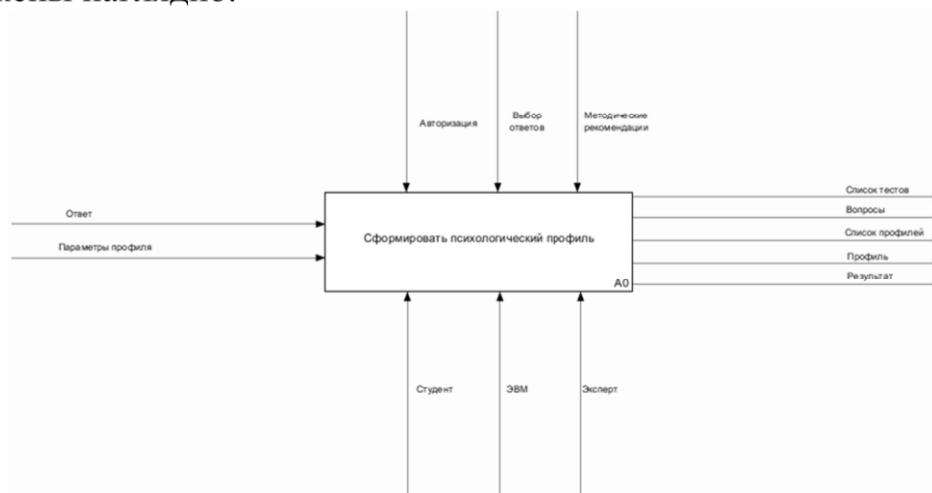 Авторизация
Выбор
ответов
Методические
рекомендации
Ответ
Параметры профиля
Сформировать психологический профиль
A0
Список тестов
Вопросы
Список профилей
Профиль
Результат
Студент
ЭВМ
Эксперт